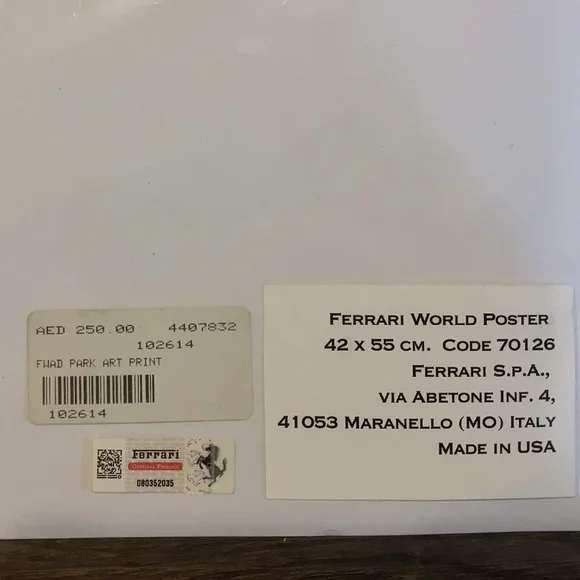 AED 250.00 4407832
102614
FWAD PARK ART PRINT
102614
Ferrari
OFFICIAL PRODUCT
080352035
FERRARI WORLD POSTER
42 X 55 CM. CODE 70126
FERRARI S.P.A.,
VIA ABETONE INF. 4,
41053 MARANELLO (MO) ITALY
MADE IN USA